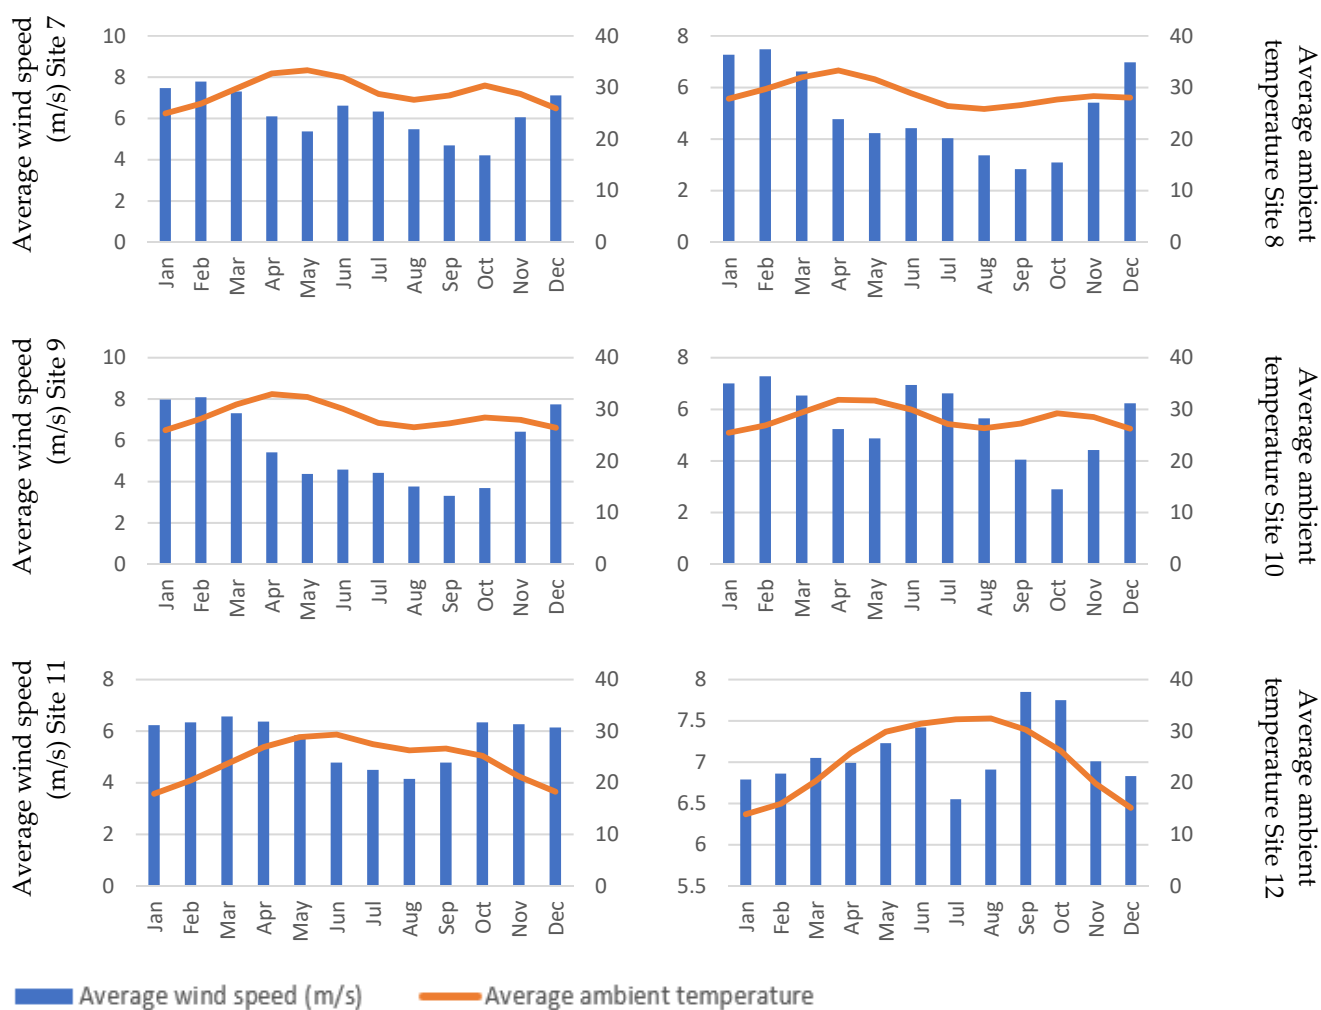 Average wind speed
(m/s) Site 7
10
8
6
4
2
0
40
30
20
10
0
Jan
Feb
Mar
Apr
May
Jun
Jul
Aug
Sep
Oct
Nov
Dec
8
6
4
2
0
40
30
20
10
0
Jan
Feb
Mar
Apr
May
Jun
Jul
Aug
Sep
Oct
Nov
Dec
Average ambient
temperature Site 8
Average wind speed
(m/s) Site 9
10
8
6
4
2
0
40
30
20
10
0
Jan
Feb
Mar
Apr
May
Jun
Jul
Aug
Sep
Oct
Nov
Dec
8
6
4
2
0
40
30
20
10
0
Jan
Feb
Mar
Apr
May
Jun
Jul
Aug
Sep
Oct
Nov
Dec
Average ambient
temperature Site 10
Average wind speed
(m/s) Site 11
8
6
4
2
0
40
30
20
10
0
Jan
Feb
Mar
Apr
May
Jun
Jul
Aug
Sep
Oct
Nov
Dec
8
7.5
7
6.5
6
5.5
40
30
20
10
0
Jan
Feb
Mar
Apr
May
Jun
Jul
Aug
Sep
Oct
Nov
Dec
Average ambient
temperature Site 12
Average wind speed (m/s)
Average ambient temperature